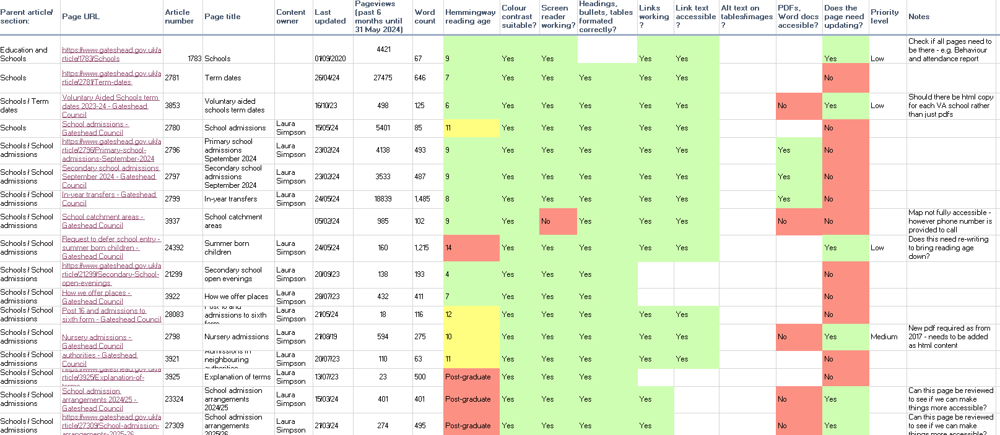 Parent article/ section: Page URL Article number Page title Content owner Last updated Pageviews (past 6 months until 31 May 2024) Word count Hemmingway reading age Colour contrast suitable? Screen reader working? Headings, bullets, tables formated correctly? Links working ? Link text accessible ? Alt text on tables/images ? PDFs, Word docs accesible? Does the page need updating? Priority level Notes
Education and Schools https://www.gateshead.gov.uk/article/1783/Schools 1783 Schools 01/09/2020 4421 67 9 Yes Yes Yes Yes Yes Low Check if all pages need to be there - e.g. Behaviour and attendance report
Schools https://www.gateshead.gov.uk/article/2781/Term-dates 2781 Term dates 26/04/24 27475 646 7 Yes Yes Yes Yes Yes No
Schools / Term dates Voluntary Aided Schools term dates 2023-24 - Gateshead Council 3853 Voluntary aided schools term dates 16/10/23 498 125 6 Yes Yes Yes Yes Yes No Yes Low Should there be html copy for each VA school rather than just pdfs
Schools School admissions - Gateshead Council 2780 School admissions Laura Simpson 15/05/24 5401 85 11 Yes Yes Yes Yes Yes No
Schools / School admissions https://www.gateshead.gov.uk/article/2796/Primary-school-admissions-September-2024 2796 Primary school admissions Spetember 2024 Laura Simpson 23/02/24 4138 493 9 Yes Yes Yes Yes Yes Yes No
Schools / School admissions Secondary school admissions September 2024 - Gateshead Council 2797 Secondary school admissions September 2024 Laura Simpson 23/02/24 3533 487 9 Yes Yes Yes Yes Yes Yes No
Schools / School admissions In-year transfers - Gateshead Council 2799 In-year transfers Laura Simpson 24/05/24 18839 1,485 8 Yes Yes Yes Yes Yes Yes No
Schools / School admissions School catchment areas - Gateshead Council 3937 School catchment areas 05/02/24 985 102 9 Yes No Yes Yes Yes No No Map not fully accessible - however phone number is provided to call
Schools / School admissions Request to defer school entry - summer born children - Gateshead Council 24392 Summer born children Laura Simpson 24/05/24 160 1,215 14 Yes Yes Yes Yes Yes Yes Low Does this need re-writing to bring reading age down?
Schools / School admissions https://www.gateshead.gov.uk/article/21299/Secondary-School-open-evenings 21299 Secondary school open evenings Laura Simpson 20/09/23 138 193 4 Yes Yes Yes No
Schools / School admissions How we offer places - Gateshead Council 3922 How we offer places Laura Simpson 28/07/23 432 411 7 Yes Yes Yes No
Schools / School admissions Post 16 and admissions to sixth form - Gateshead Council 28083 Post 16 and admissions to sixth form Laura Simpson 21/05/24 18 116 12 Yes Yes Yes Yes Yes No
Schools / School admissions Nursery admissions - Gateshead Council 2798 Nursery admissions Laura Simpson 21/08/19 594 275 10 Yes Yes Yes Yes Yes No Yes Medium New pdf required as from 2017 - needs to be added as html content
Schools / School admissions authorities - Gateshead Council 3921 Admissions in neighbouring authorities Laura Simpson 20/07/23 110 63 11 Yes Yes Yes Yes Yes No
Schools / School admissions https://www.gateshead.gov.uk/article/3925/Explanation-of-terms 3925 Explanation of terms Laura Simpson 13/07/23 23 500 Post-graduate Yes Yes Yes No
Schools / School admissions School admission arrangements 2024/25 - Gateshead Council 23324 School admission arrangements 2024/25 Laura Simpson 15/03/24 401 401 Post-graduate Yes Yes Yes Yes No Yes Can this page be reviewed to see if we can make things more accessible?
Schools / School admissions https://www.gateshead.gov.uk/article/27309/School-admission-arrangements-2025-26 27309 School admission arrangements 2025/26 Laura Simpson 21/03/24 274 495 Post-graduate Yes Yes Yes Yes No Yes Can this page be reviewed to see if we can make things more accessible?